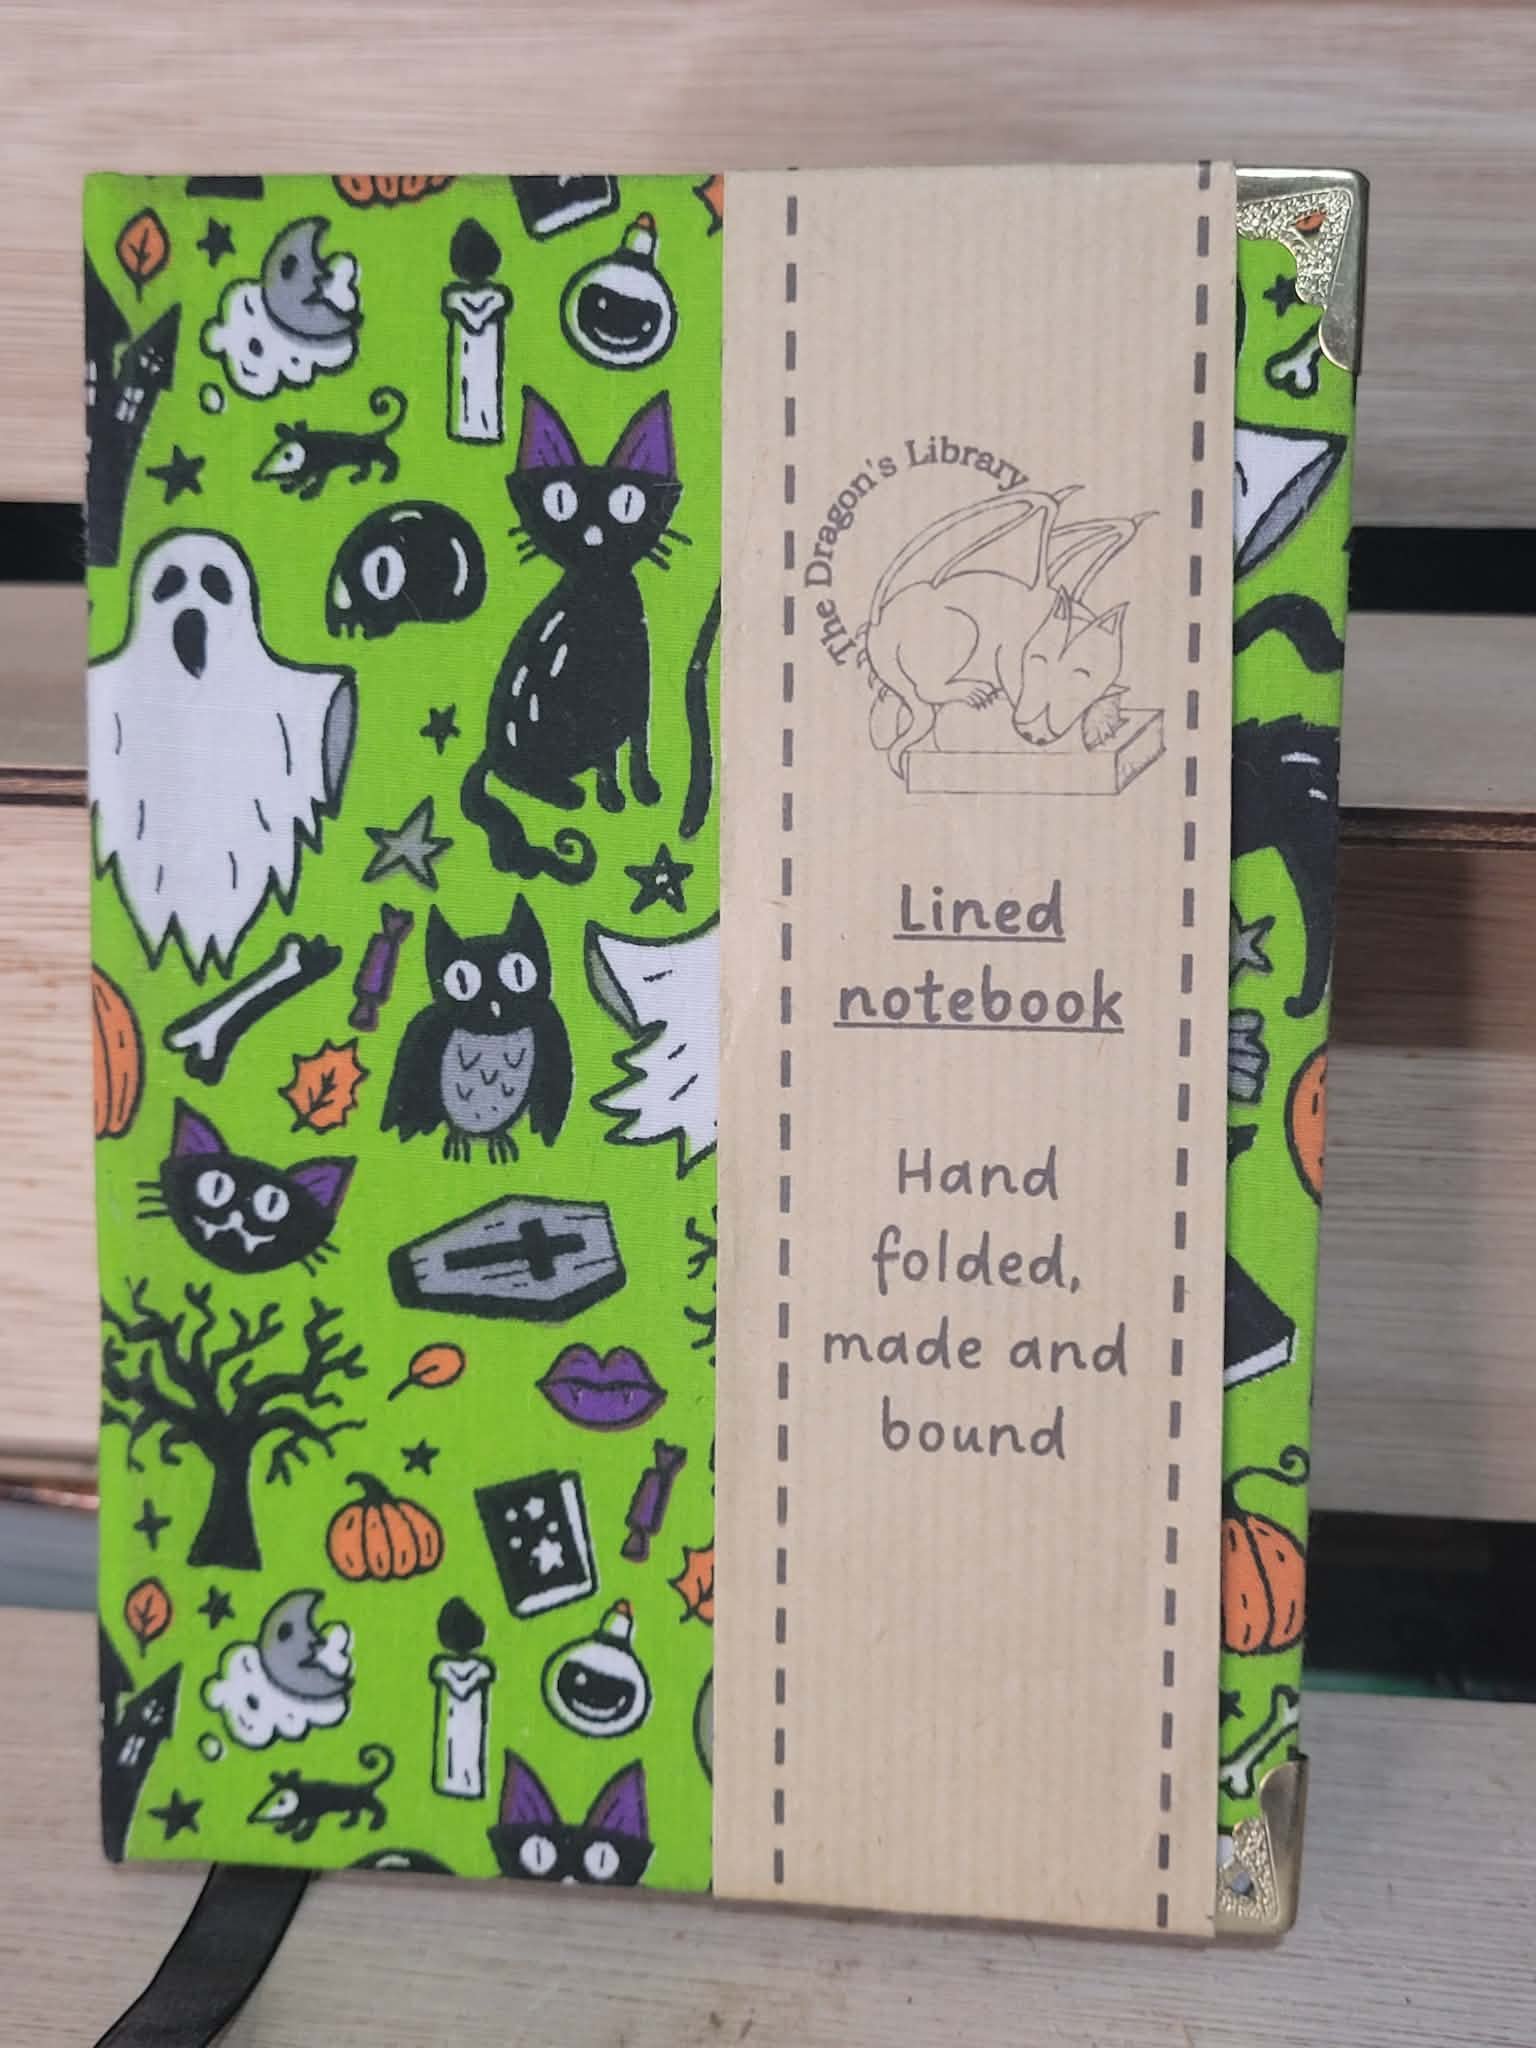 The Dragon's Library
Lined
notebook
Hand
folded,
made and
bound